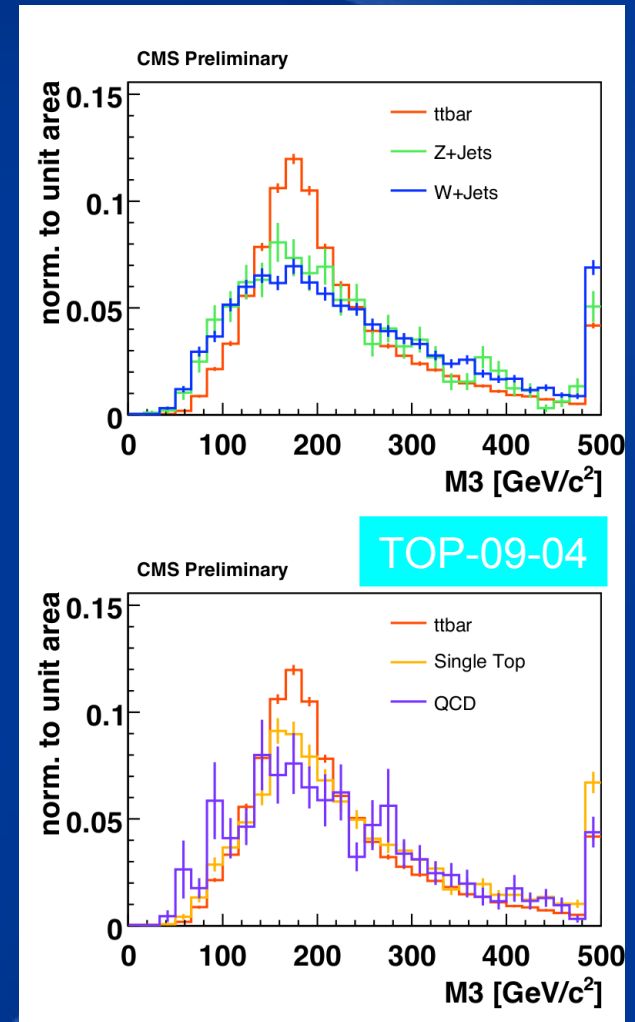 CMS Preliminary
norm. to unit area
0.15
0.1
0.05
0
ttbar
Z+Jets
W+Jets
0 100 200 300 400 500
M3 [GeV/c²]
TOP-09-04
CMS Preliminary
norm. to unit area
0.15
0.1
0.05
0
ttbar
Single Top
QCD
0 100 200 300 400 500
M3 [GeV/c²]